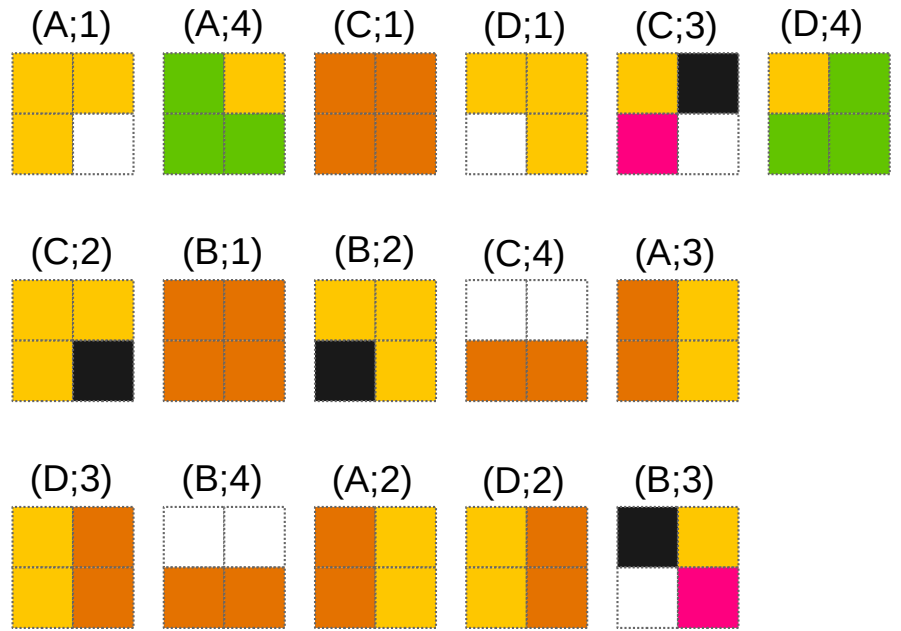 (A;1) (A;4) (C;1) (D;1) (C;3) (D;4)
(C;2) (B;1) (B;2) (C;4) (A;3)
(D;3) (B;4) (A;2) (D;2) (B;3)